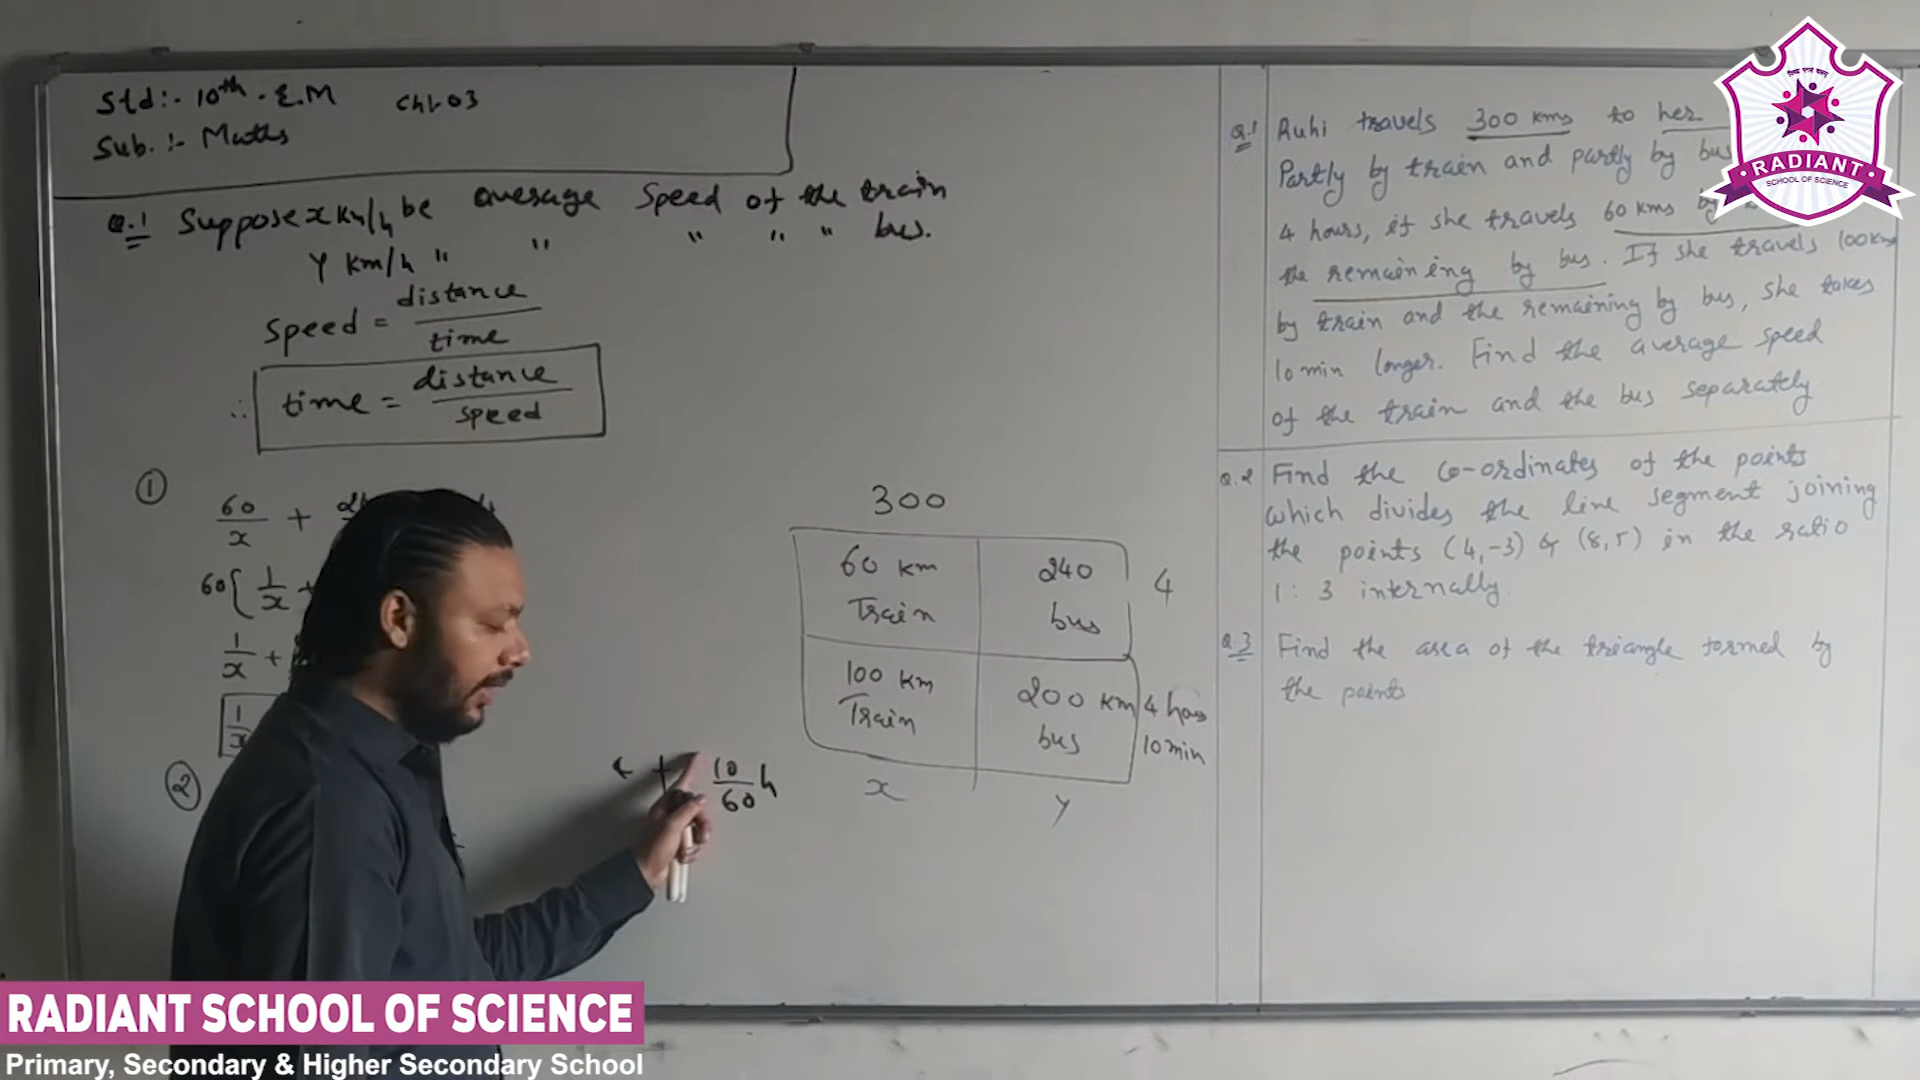 Std:- 10th - E.M Ch-03
Sub. :- Maths
Q.1 Suppose x km/h be average speed of the train
Y km/h " " " " " bus.
Speed = distance / time
∴ time = distance / speed
①
60/x +
60{ 1/x
1/x +
1/x
②
+ 10/60 h
300
60 km 240 4
Train bus
100 km 200 km 4 hours
Train bus 10 min
x y
Q.1 Ruhi travels 300 kms to her
Partly by train and partly by bus
4 hours, if she travels 60 kms by
the remaineing by bus. If she travels 100 km
by train and the remaining by bus, she takes
10 min longer. Find the average speed
of the train and the bus separately
Q.2 Find the co-ordinates of the points
which divides the line segment joining
the points (4,-3) & (8,5) in the ratio
1 : 3 internally.
Q.3 Find the area of the triangle formed by
the points
RADIANT
SCHOOL OF SCIENCE
RADIANT SCHOOL OF SCIENCE
Primary, Secondary & Higher Secondary School